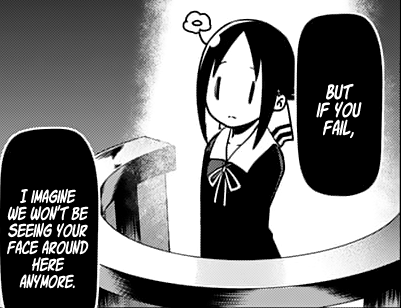 BUT
IF YOU
FAIL,
I IMAGINE
WE WON'T BE
SEEING YOUR
FACE AROUND
HERE
ANYMORE.